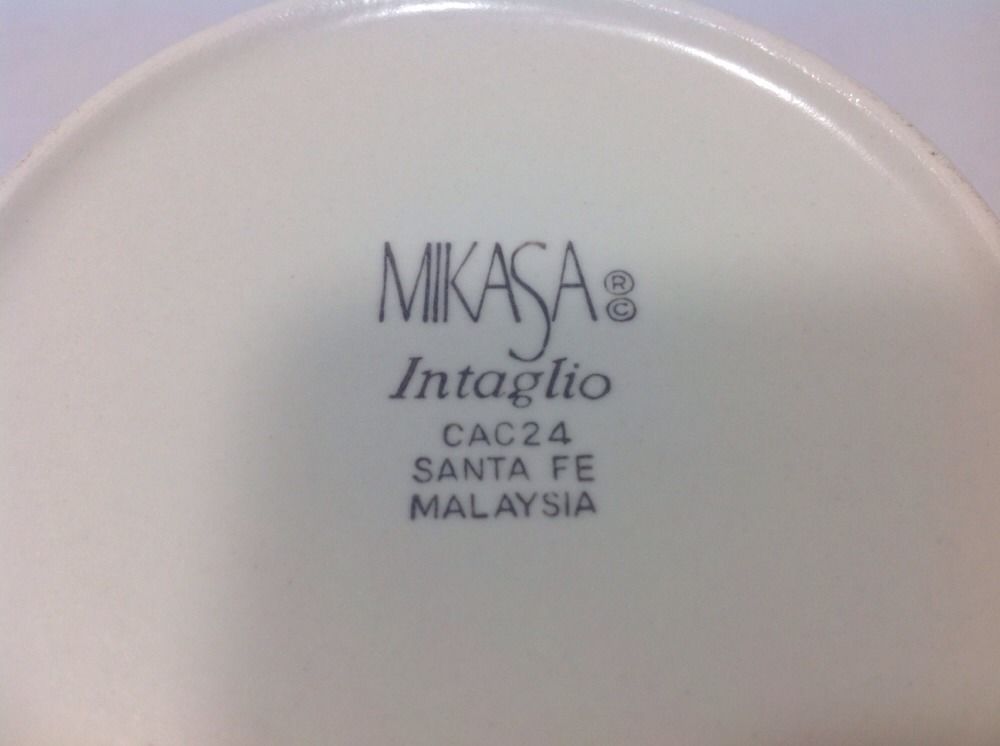 MIKASA ® ©
Intaglio
CAC24
SANTA FE
MALAYSIA